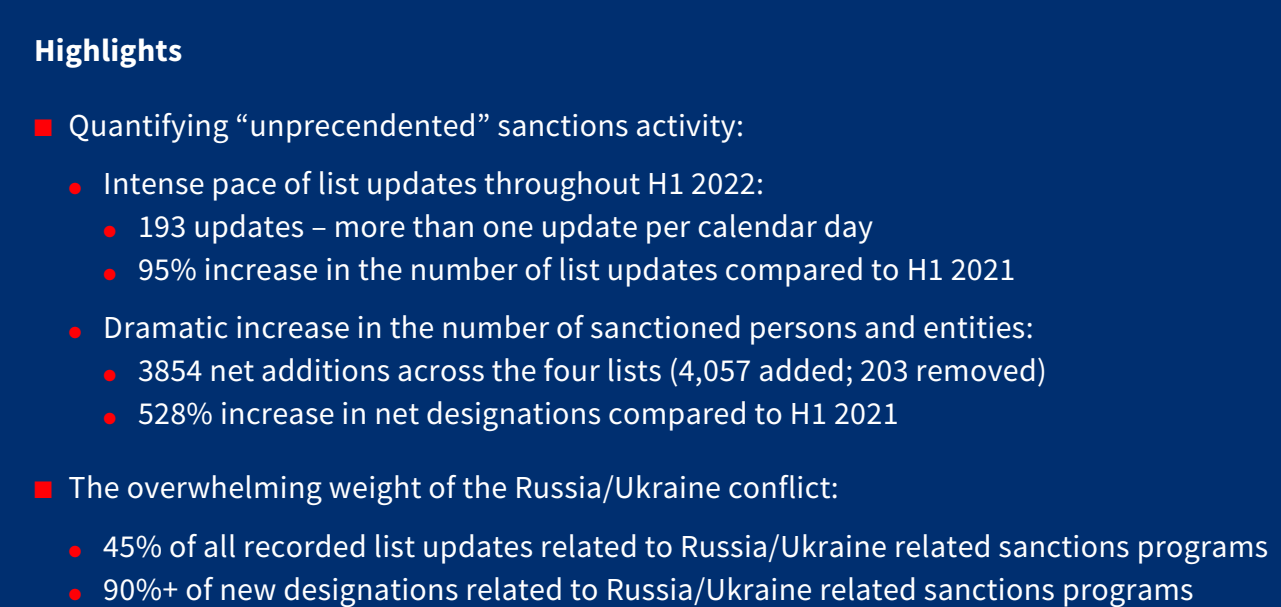 Highlights
Quantifying “unprecendented” sanctions activity:
Intense pace of list updates throughout H1 2022:
193 updates – more than one update per calendar day
95% increase in the number of list updates compared to H1 2021
Dramatic increase in the number of sanctioned persons and entities:
3854 net additions across the four lists (4,057 added; 203 removed)
528% increase in net designations compared to H1 2021
The overwhelming weight of the Russia/Ukraine conflict:
45% of all recorded list updates related to Russia/Ukraine related sanctions programs
90%+ of new designations related to Russia/Ukraine related sanctions programs